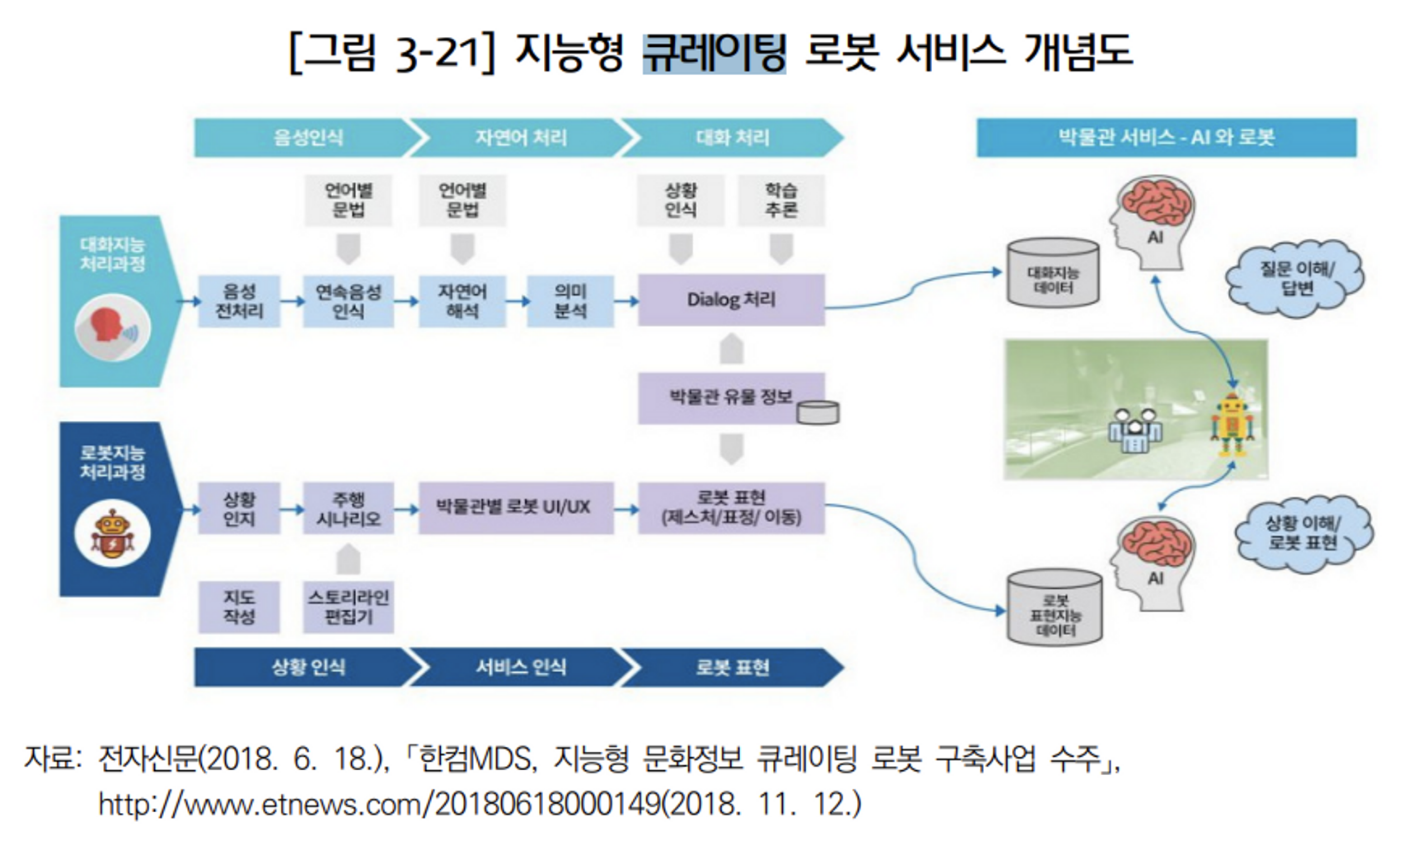 [그림 3-21] 지능형 큐레이팅 로봇 서비스 개념도
음성인식
자연어 처리
대화 처리
박물관 서비스 - AI 와 로봇
언어별
문법
언어별
문법
상황
인식
학습
추론
대화지능
처리과정
음성
전처리
연속음성
인식
자연어
해석
의미
분석
Dialog 처리
대화지능
데이터
AI
질문 이해/
답변
박물관 유물 정보
로봇지능
처리과정
상황
인지
주행
시나리오
박물관별 로봇 UI/UX
로봇 표현
(제스처/표정/ 이동)
지도
작성
스토리라인
편집기
로봇
표현지능
데이터
AI
상황 이해/
로봇 표현
상황 인식
서비스 인식
로봇 표현
자료: 전자신문(2018. 6. 18.), 「한컴MDS, 지능형 문화정보 큐레이팅 로봇 구축사업 수주」,
http://www.etnews.com/20180618000149(2018. 11. 12.)